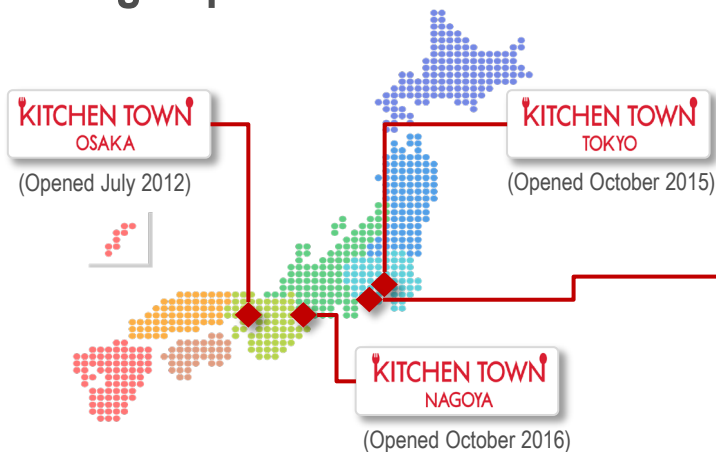 KITCHEN TOWN
OSAKA
(Opened July 2012)
KITCHEN TOWN
TOKYO
(Opened October 2015)
KITCHEN TOWN
NAGOYA
(Opened October 2016)